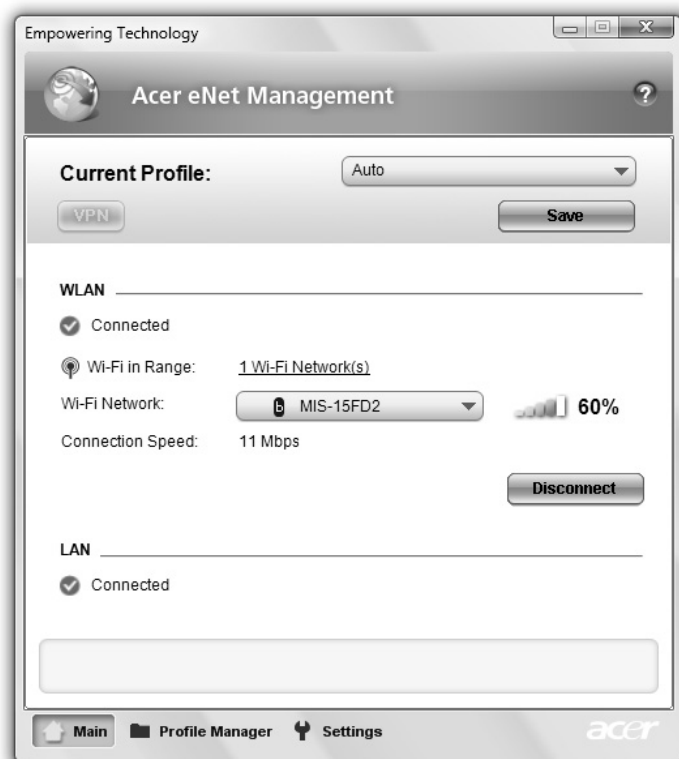 Empowering Technology
Acer eNet Management
?
Current Profile:
Auto
VPN
Save
WLAN
Connected
Wi-Fi in Range:
1 Wi-Fi Network(s)
Wi-Fi Network:
b MIS-15FD2
60%
Connection Speed:
11 Mbps
Disconnect
LAN
Connected
Main
Profile Manager
Settings
acer